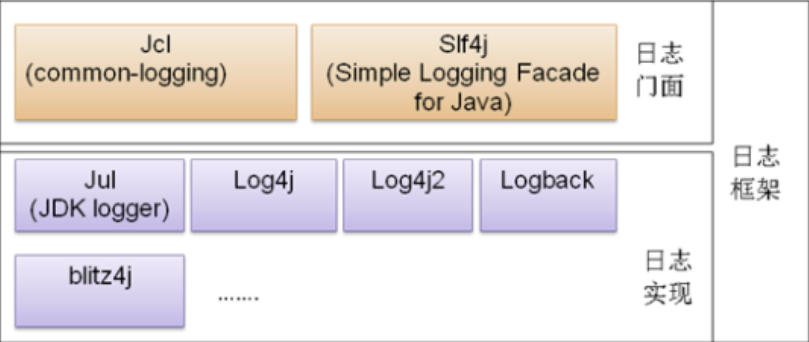 Jcl
(common-logging)
Slf4j
(Simple Logging Facade
for Java)
日志
门面
Jul
(JDK logger)
Log4j
Log4j2
Logback
blitz4j
.......
日志
实现
日志
框架